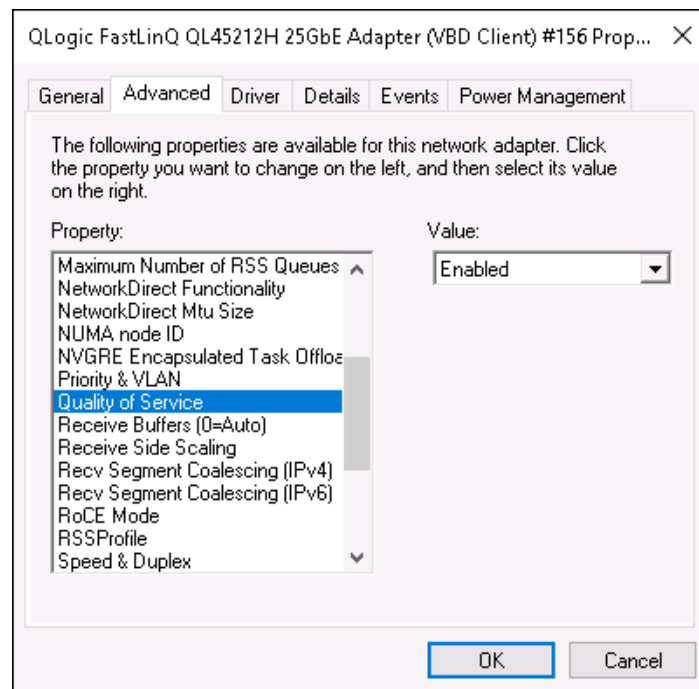 QLogic FastLinQ QL45212H 25GbE Adapter (VBD Client) #156 Prop...
General Advanced Driver Details Events Power Management
The following properties are available for this network adapter. Click
the property you want to change on the left, and then select its value
on the right.
Property:
Value:
Maximum Number of RSS Queues
Enabled
NetworkDirect Functionality
NetworkDirect Mtu Size
NUMA node ID
NVGRE Encapsulated Task Offloa
Priority & VLAN
Quality of Service
Receive Buffers (0=Auto)
Receive Side Scaling
Recv Segment Coalescing (IPv4)
Recv Segment Coalescing (IPv6)
RoCE Mode
RSSProfile
Speed & Duplex
OK
Cancel